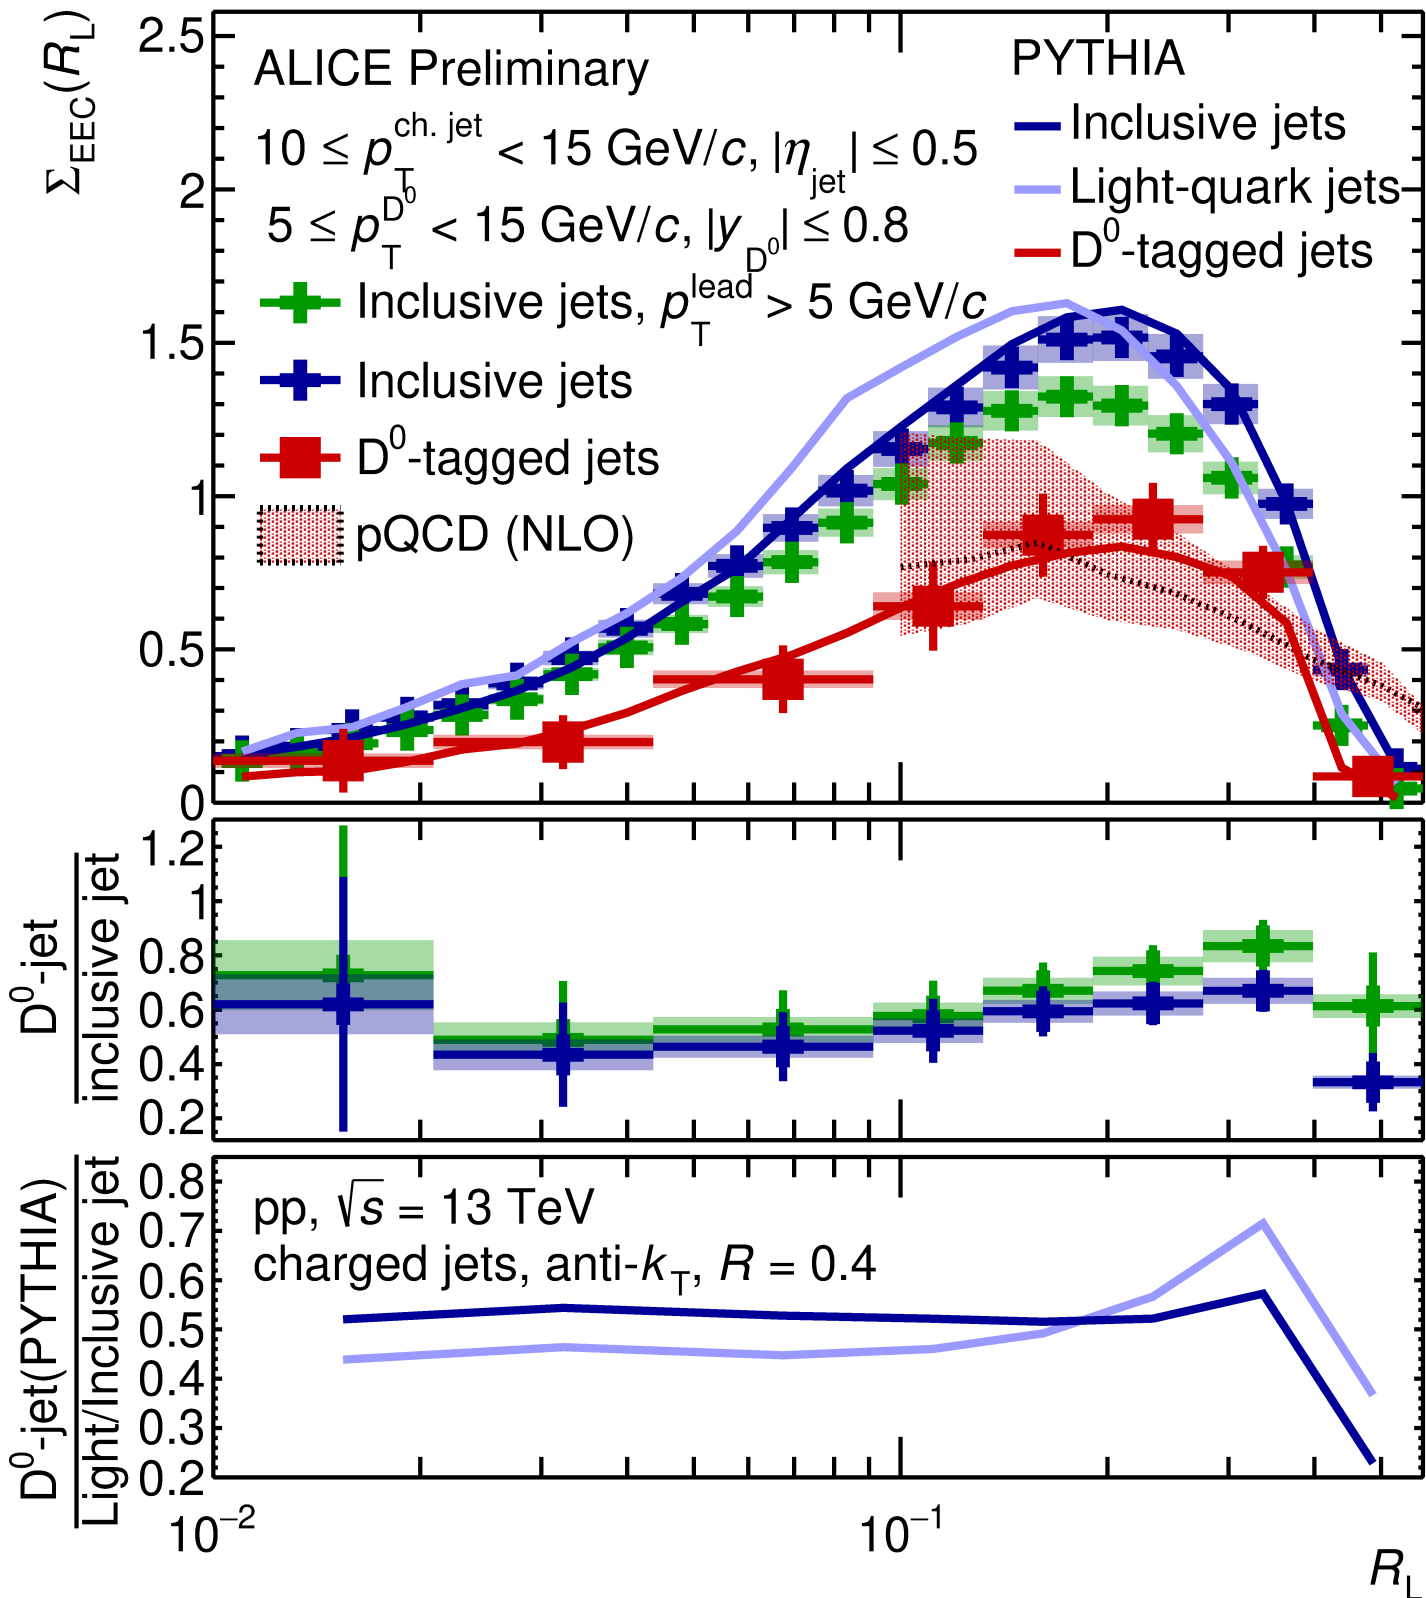 Σ_EEC(R_L)
2.5
2
1.5
1
0.5
0
ALICE Preliminary
10 ≤ p_T^ch. jet < 15 GeV/c, |η_jet| ≤ 0.5
5 ≤ p_T^D⁰ < 15 GeV/c, |y_D⁰| ≤ 0.8
Inclusive jets, p_T^lead > 5 GeV/c
Inclusive jets
D⁰-tagged jets
pQCD (NLO)
PYTHIA
Inclusive jets
Light-quark jets
D⁰-tagged jets
D⁰-jet
inclusive jet
1.2
1
0.8
0.6
0.4
0.2
D⁰-jet(PYTHIA)
Light/Inclusive jet
0.8
0.7
0.6
0.5
0.4
0.3
0.2
pp, √s = 13 TeV
charged jets, anti-k_T, R = 0.4
10⁻²
10⁻¹
R_L